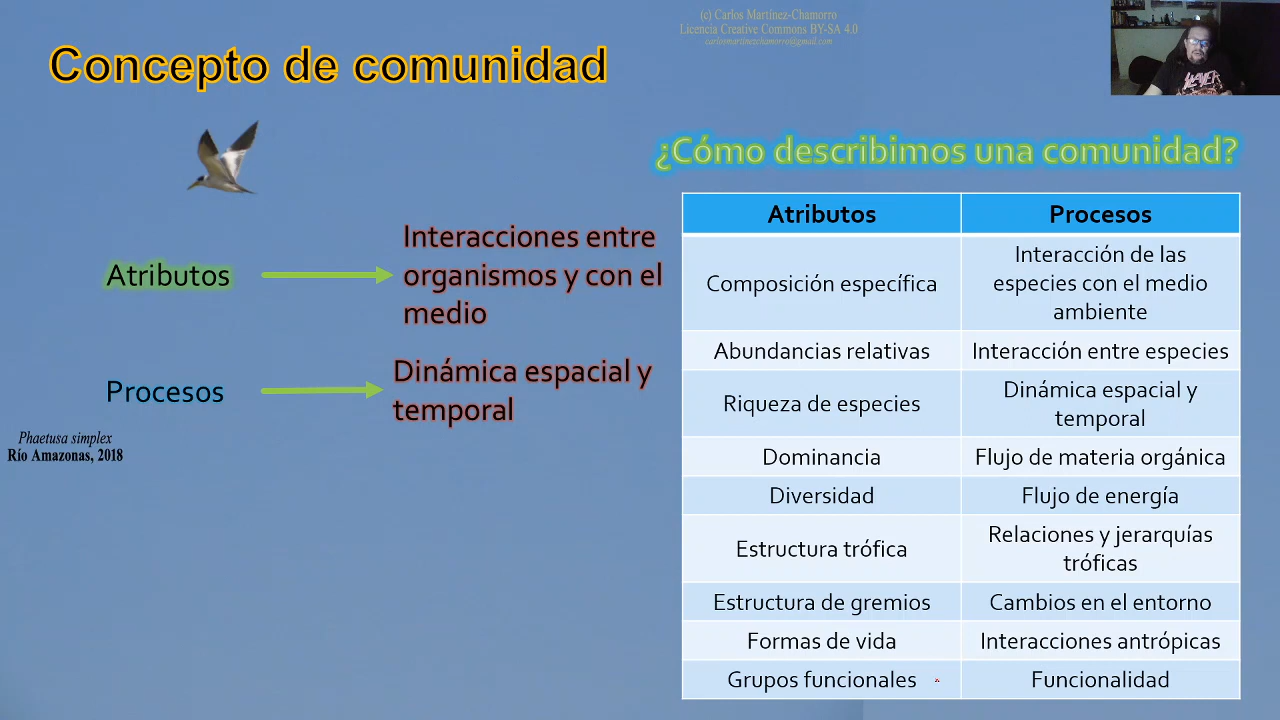 (c) Carlos Martínez-Chamorro
Licencia Creative Commons BY-SA 4.0
carlosmartinezchamorro@gmail.com
Concepto de comunidad
SLAYER
¿Cómo describimos una comunidad?
Atributos
Interacciones entre
organismos y con el
medio
Procesos
Dinámica espacial y
temporal
Phaetusa simplex
Río Amazonas, 2018
Atributos Procesos
Composición específica Interacción de las
especies con el medio
ambiente
Abundancias relativas Interacción entre especies
Riqueza de especies Dinámica espacial y
temporal
Dominancia Flujo de materia orgánica
Diversidad Flujo de energía
Estructura trófica Relaciones y jerarquías
tróficas
Estructura de gremios Cambios en el entorno
Formas de vida Interacciones antrópicas
Grupos funcionales Funcionalidad